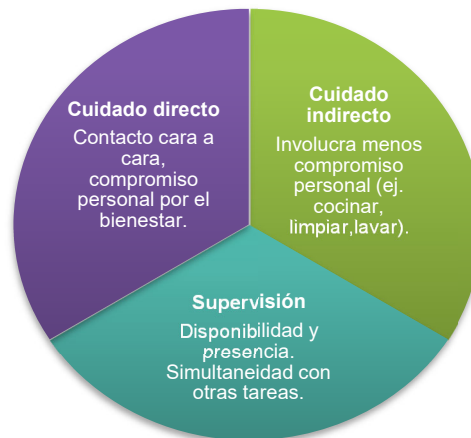 Cuidado directo
Contacto cara a
cara,
compromiso
personal por el
bienestar.
Cuidado
indirecto
Involucra menos
compromiso
personal (ej.
cocinar,
limpiar,lavar).
Supervisión
Disponibilidad y
presencia.
Simultaneidad con
otras tareas.